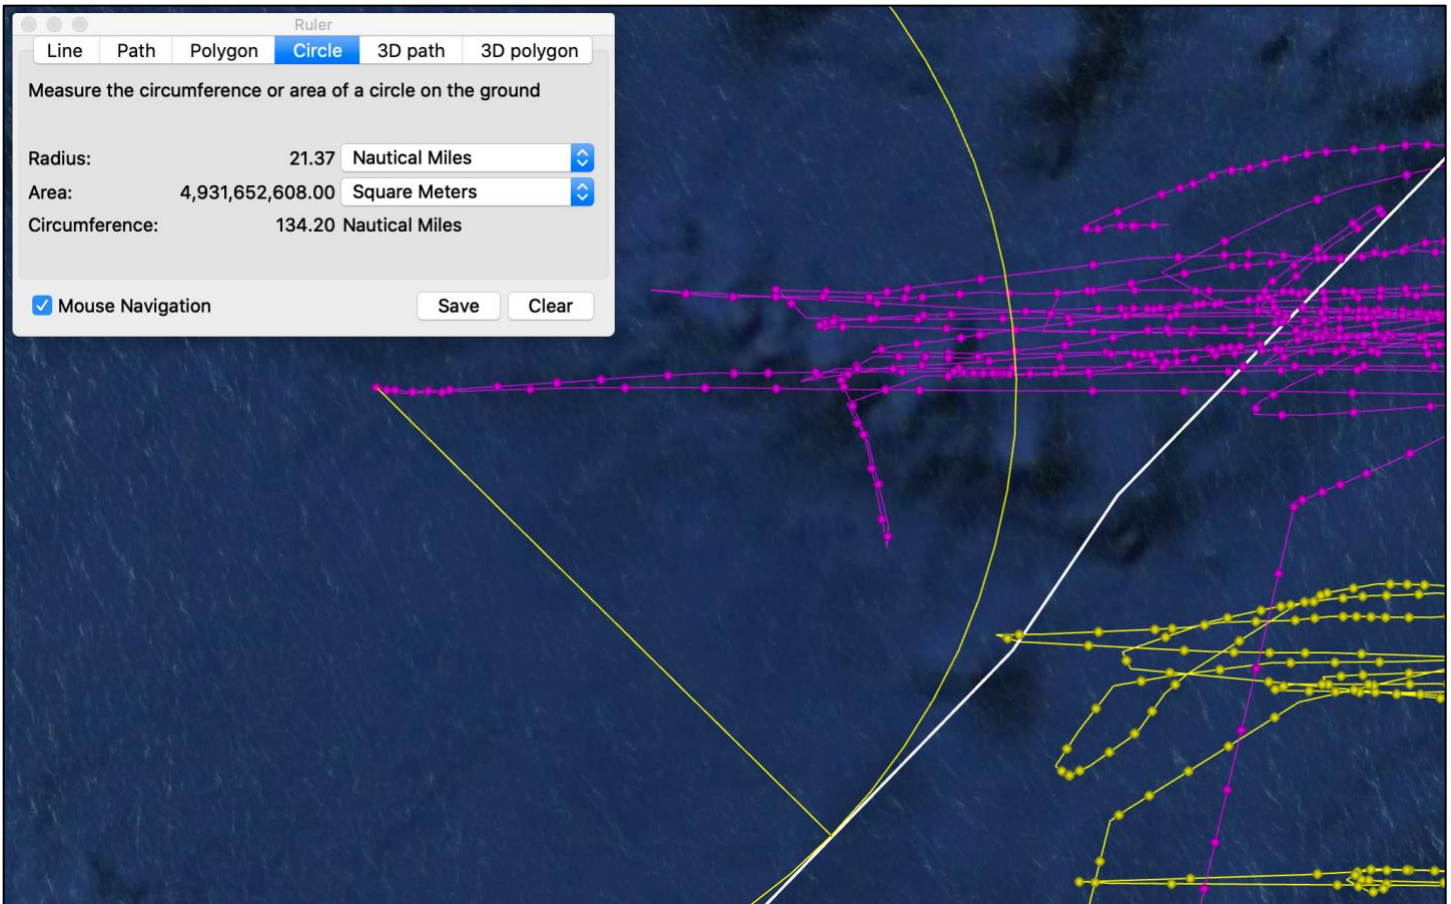 Ruler
Line Path Polygon Circle 3D path 3D polygon
Measure the circumference or area of a circle on the ground
Radius: 21.37 Nautical Miles
Area: 4,931,652,608.00 Square Meters
Circumference: 134.20 Nautical Miles
Mouse Navigation Save Clear